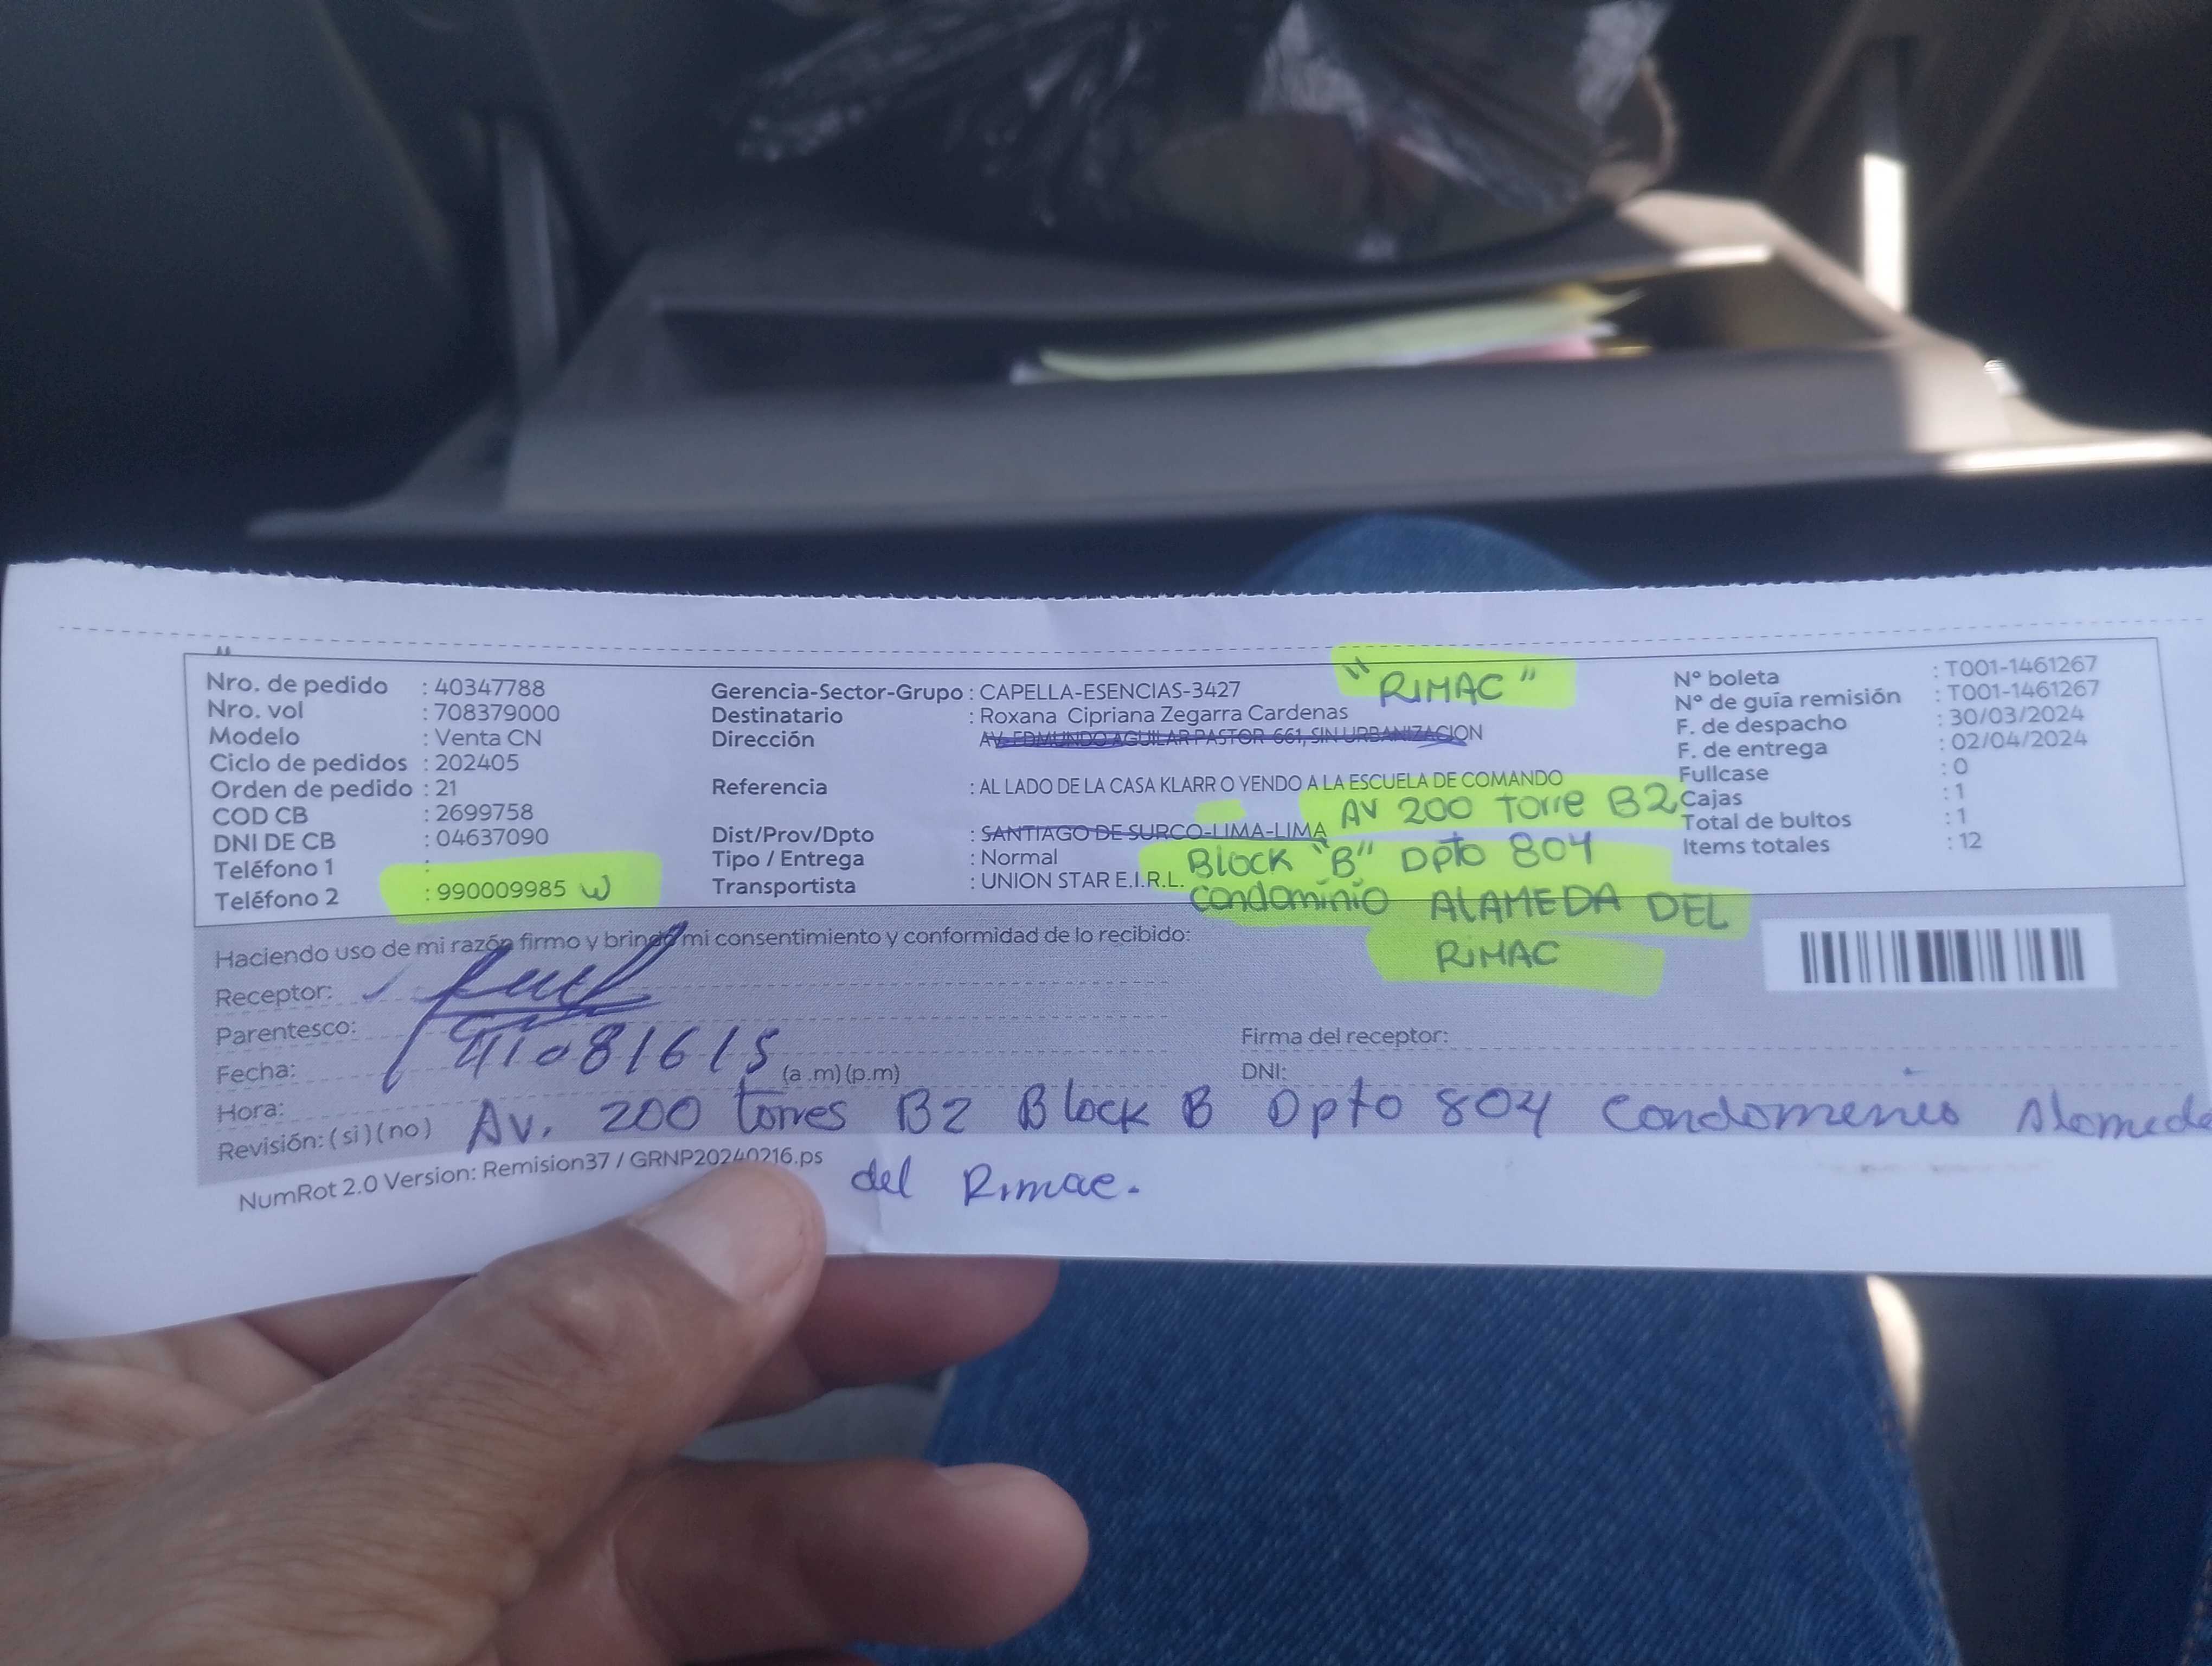 Nro. de pedido : 40347788
Nro. vol : 708379000
Modelo : Venta CN
Ciclo de pedidos : 202405
Orden de pedido : 21
COD CB : 2699758
DNI DE CB : 04637090
Teléfono 1 :
Teléfono 2 : 990009985 W
"RIMAC"
Gerencia-Sector-Grupo : CAPELLA-ESENCIAS-3427
Destinatario : Roxana Cipriana Zegarra Cardenas
Dirección : AV. EDMUNDO AGUILAR PASTOR 661, SIN URBANIZACION
Referencia : AL LADO DE LA CASA KLARR O YENDO A LA ESCUELA DE COMANDO
Dist/Prov/Dpto : SANTIAGO DE SURCO-LIMA-LIMA
Tipo / Entrega : Normal
Transportista : UNION STAR E.I.R.L.
AV 200 Torre B2
Block "B" Dpto 804
condominio ALAMEDA DEL
RIMAC
N° boleta : T001-1461267
N° de guía remisión : T001-1461267
F. de despacho : 30/03/2024
F. de entrega : 02/04/2024
Fullcase : 0
Cajas : 1
Total de bultos : 1
Items totales : 12
Haciendo uso de mi razón firmo y brindo mi consentimiento y conformidad de lo recibido:
Receptor:
Parentesco:
41081615
Fecha: (a .m) (p.m)
Hora:
Revisión: (si) (no)
Firma del receptor:
DNI:
Av. 200 torres B2 Block B Dpto 804 Condomenio Alameda
del Rimac.
NumRot 2.0 Version: Remision37 / GRNP20240216.ps